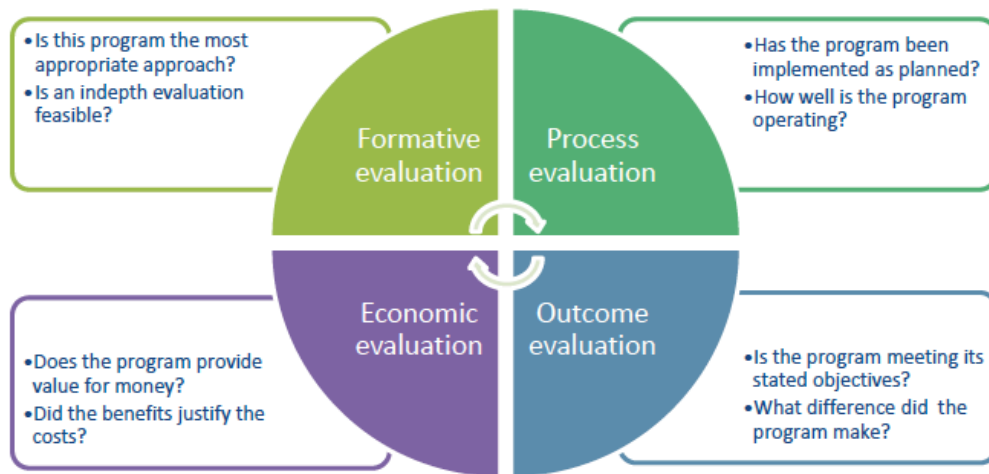 •Is this program the most
appropriate approach?
•Is an indepth evaluation
feasible?
Formative
evaluation
Process
evaluation
•Has the program been
implemented as planned?
•How well is the program
operating?
•Does the program provide
value for money?
•Did the benefits justify the
costs?
Economic
evaluation
Outcome
evaluation
•Is the program meeting its
stated objectives?
•What difference did the
program make?